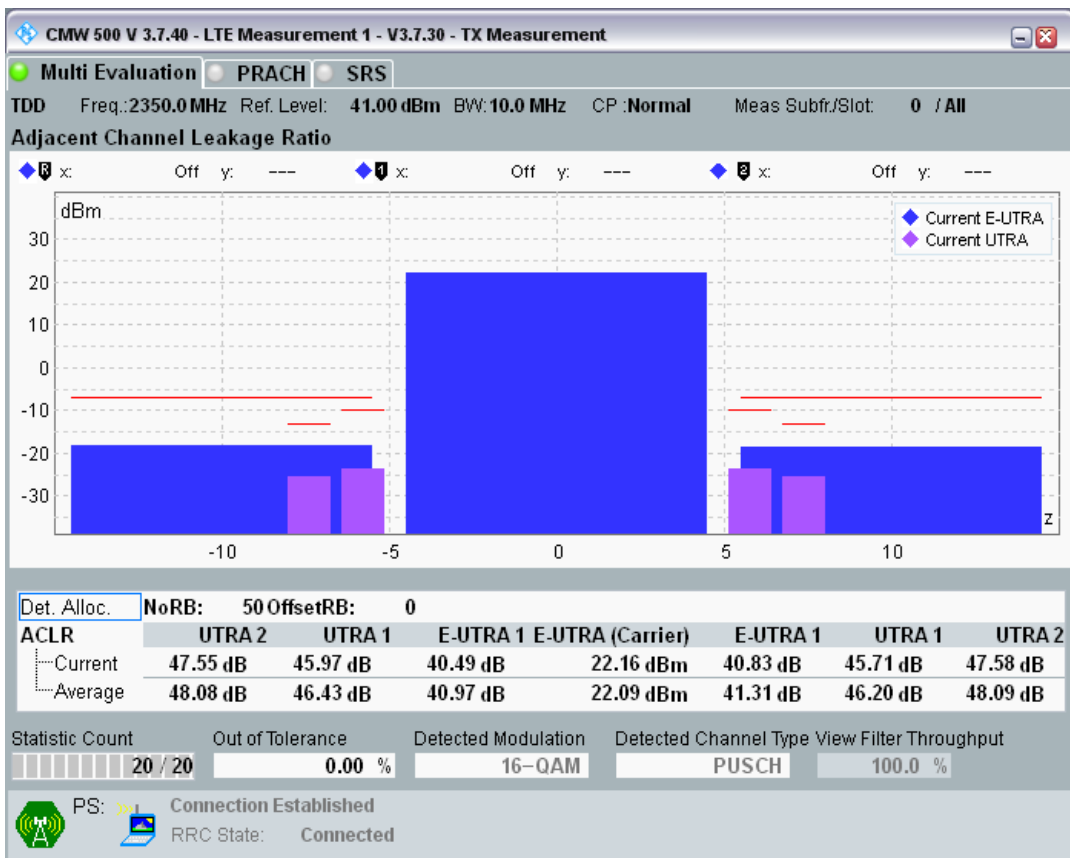 CMW 500 V 3.7.40 - LTE Measurement 1 - V3.7.30 - TX Measurement
Multi Evaluation PRACH SRS
TDD Freq.:2350.0 MHz Ref. Level: 41.00 dBm BW:10.0 MHz CP :Normal Meas Subfr./Slot: 0 / All
Adjacent Channel Leakage Ratio
R x: Off y: --- 1 x: Off y: --- 2 x: Off y: ---
dBm
Current E-UTRA
Current UTRA
30
20
10
0
-10
-20
-30
z
-10 -5 0 5 10
Det. Alloc. NoRB: 50 OffsetRB: 0
ACLR UTRA 2 UTRA 1 E-UTRA 1 E-UTRA (Carrier) E-UTRA 1 UTRA 1 UTRA 2
Current 47.55 dB 45.97 dB 40.49 dB 22.16 dBm 40.83 dB 45.71 dB 47.58 dB
Average 48.08 dB 46.43 dB 40.97 dB 22.09 dBm 41.31 dB 46.20 dB 48.09 dB
Statistic Count Out of Tolerance Detected Modulation Detected Channel Type View Filter Throughput
20 / 20 0.00 % 16-QAM PUSCH 100.0 %
PS: Connection Established
RRC State: Connected